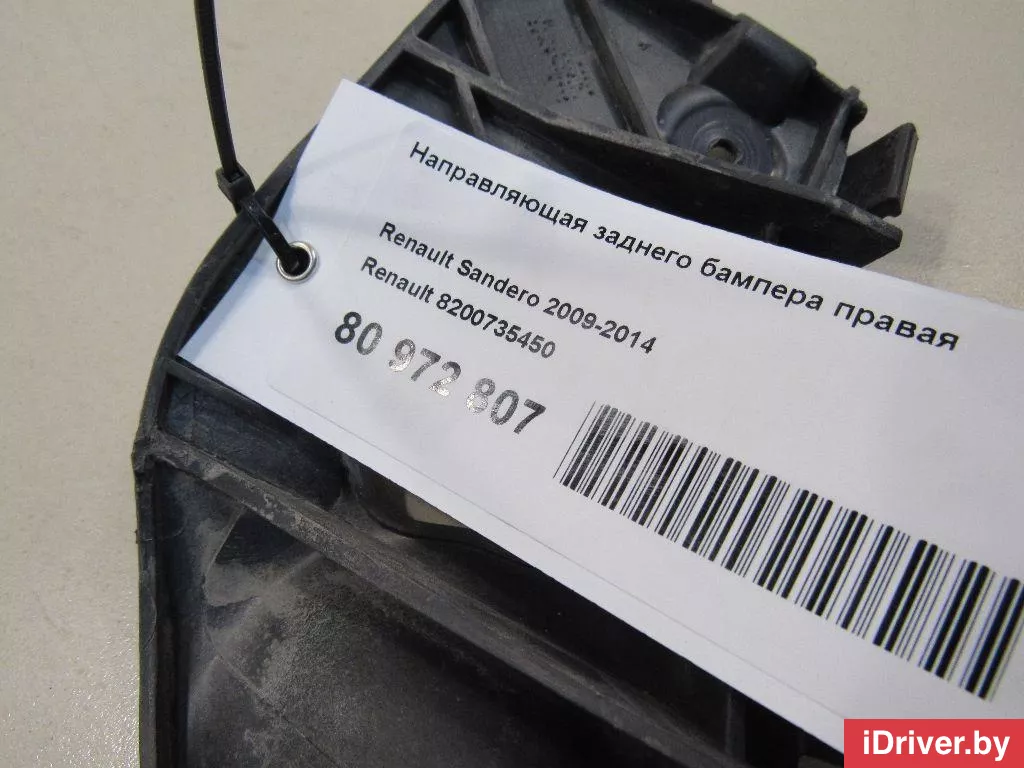 Направляющая заднего бампера правая
Renault Sandero 2009-2014
Renault 8200735450
80 972 807
iDriver.by